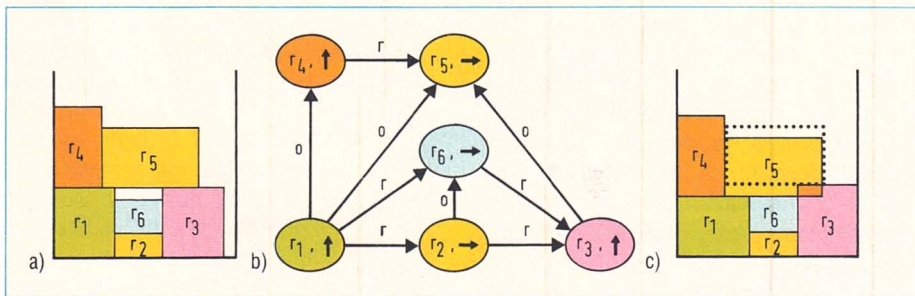 a)
r4
r5
r1
r6
r2
r3
b)
r4, ↑
r
r5, →
o
o
o
r6, →
r
o
r
r1, ↑
r
r2, →
r
r3, ↑
c)
r4
r5
r1
r6
r2
r3